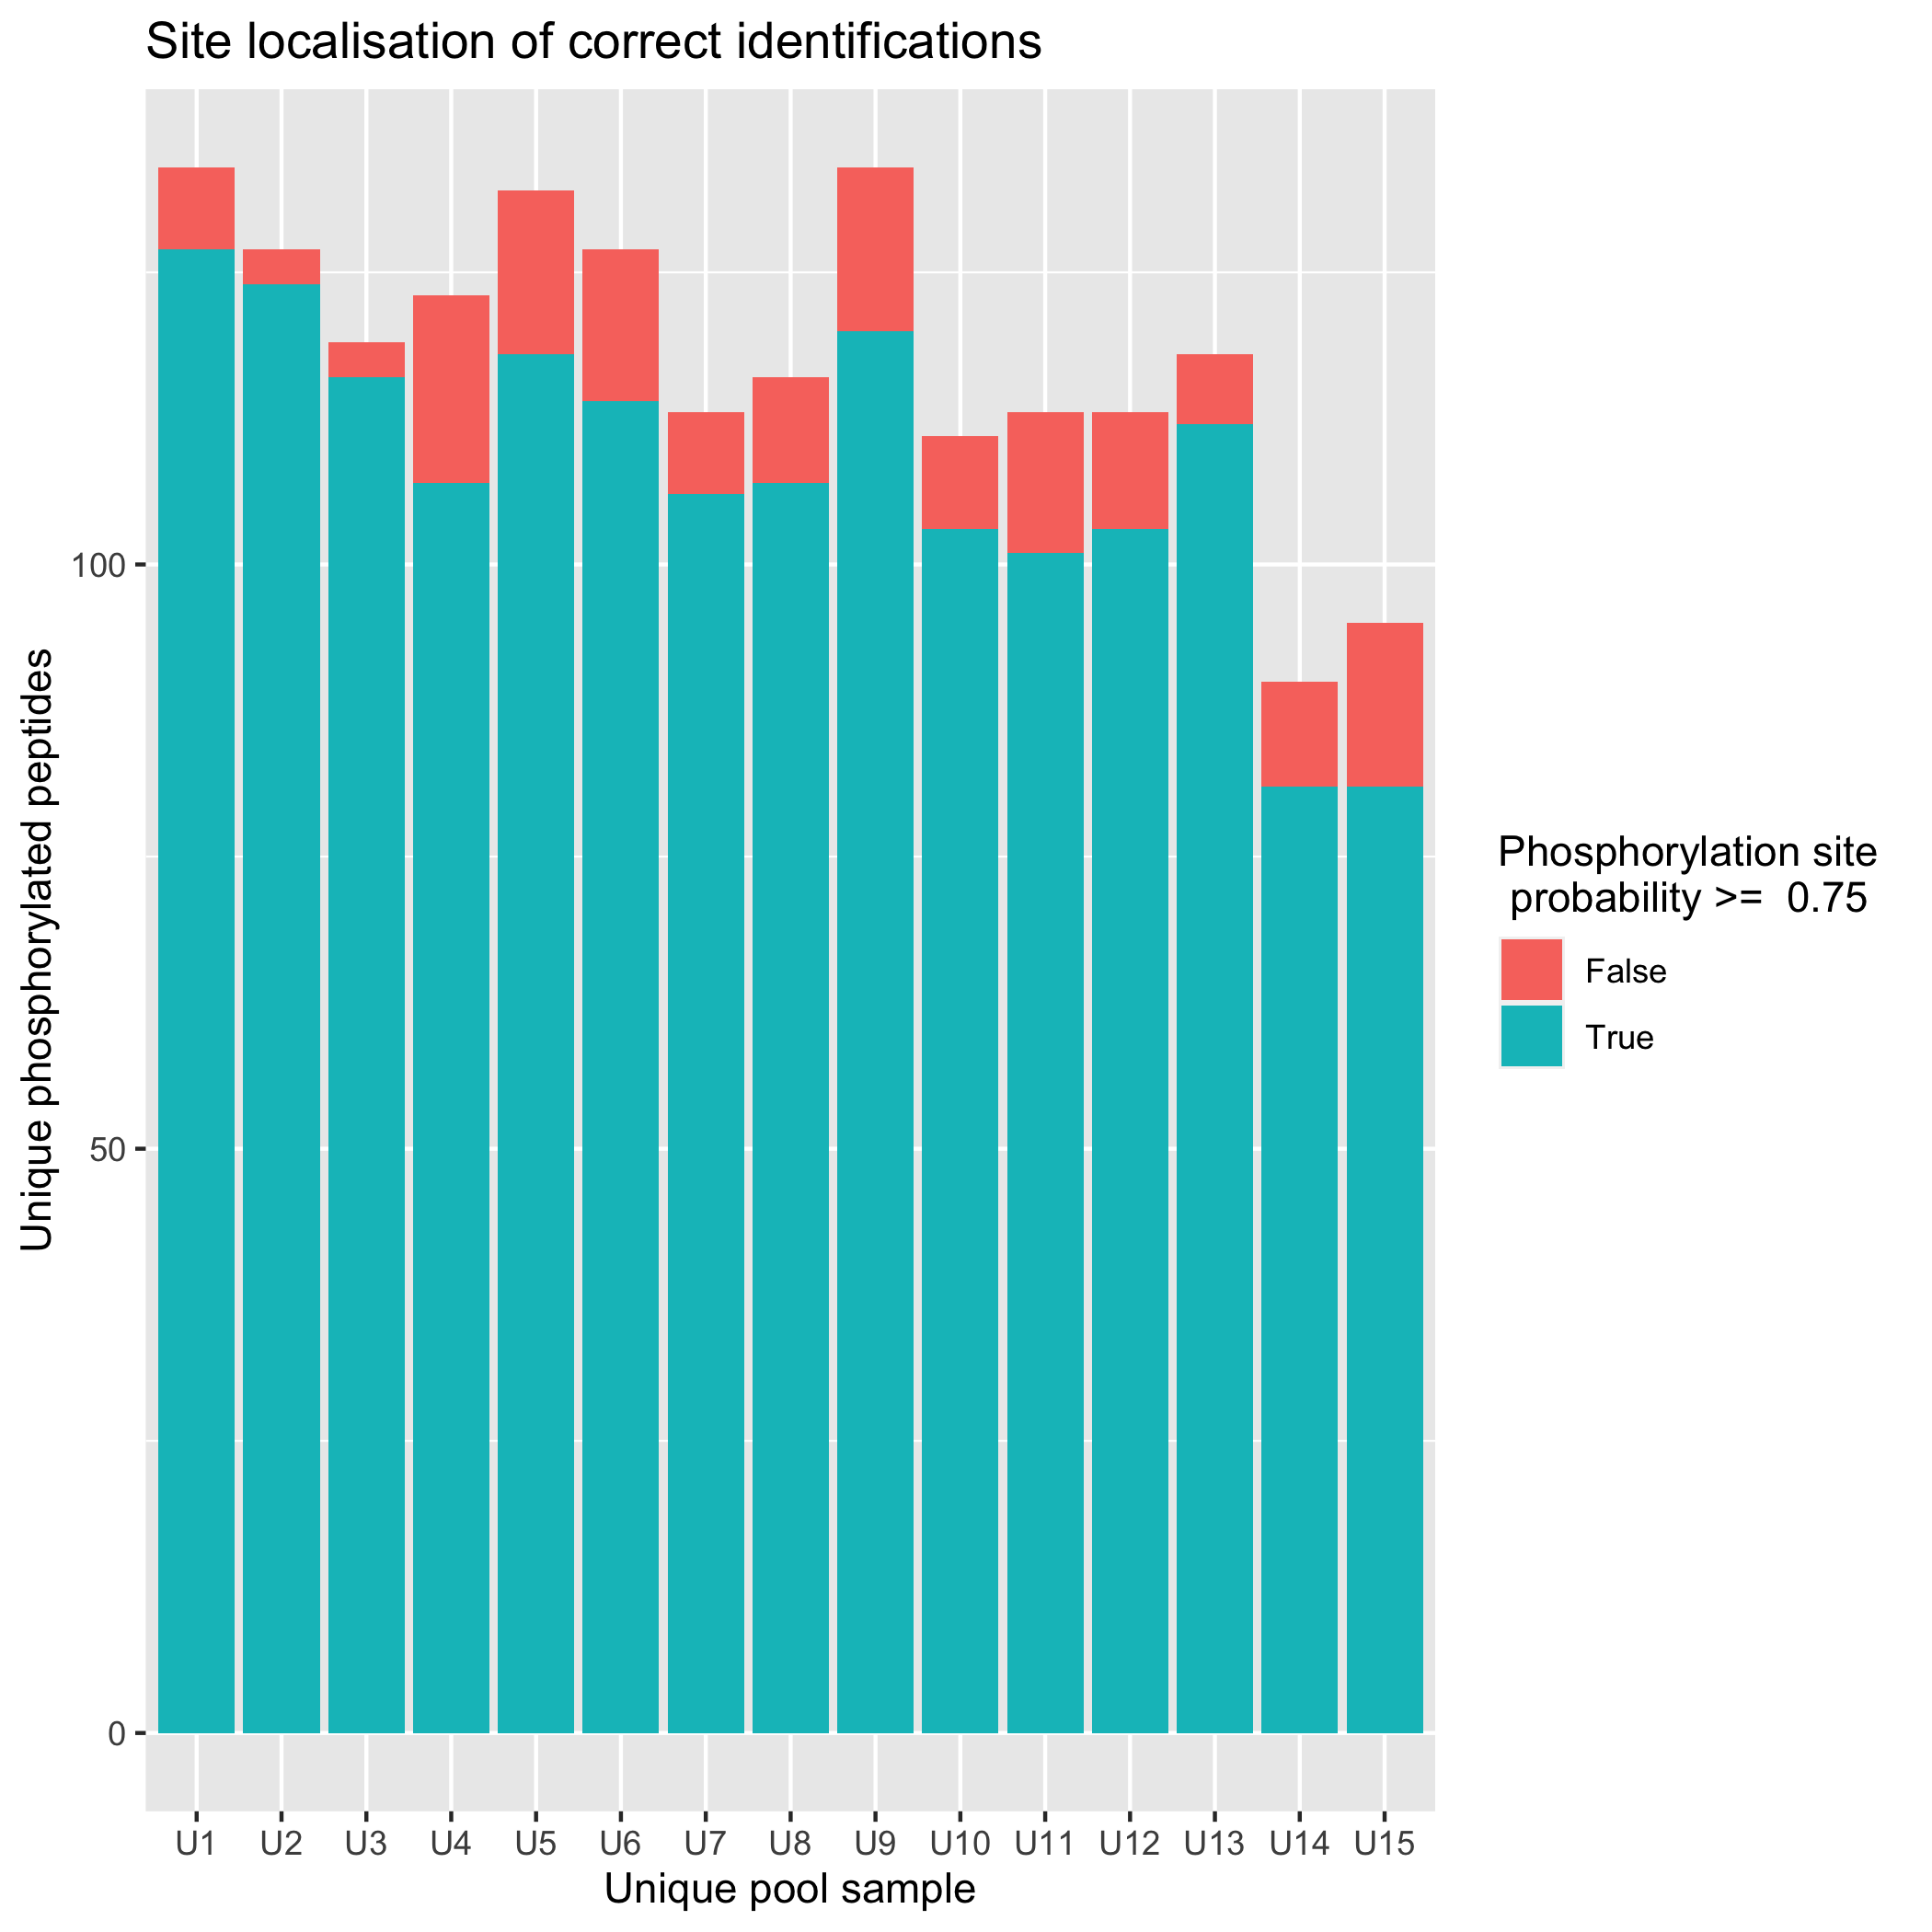 Site localisation of correct identifications
Unique phosphorylated peptides
100
50
0
U1 U2 U3 U4 U5 U6 U7 U8 U9 U10 U11 U12 U13 U14 U15
Unique pool sample
Phosphorylation site
probability >= 0.75
False
True